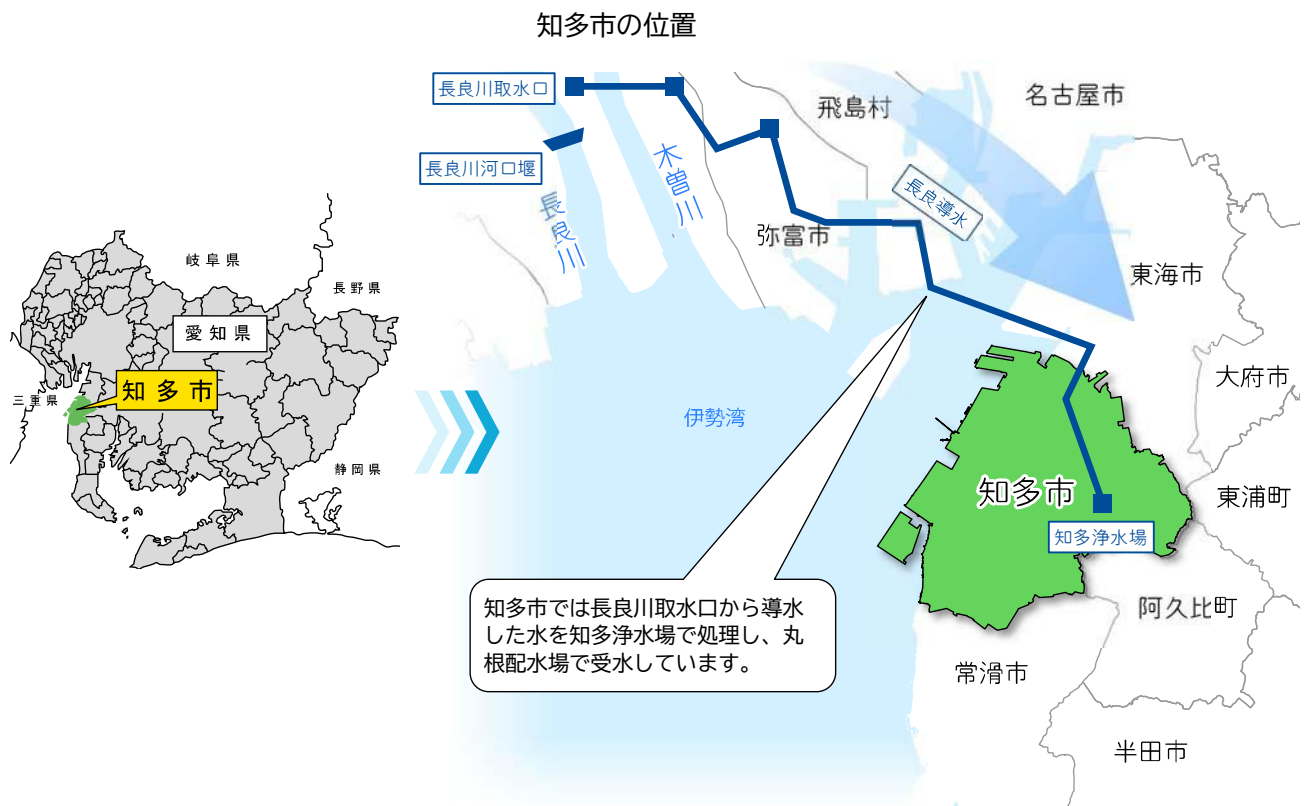 知多市の位置
長良川取水口
長良川河口堰
長良川
木曽川
飛島村
名古屋市
長良導水
弥富市
東海市
大府市
東浦町
伊勢湾
知多市
知多浄水場
阿久比町
常滑市
半田市
知多市では長良川取水口から導水
した水を知多浄水場で処理し、丸
根配水場で受水しています。
岐阜県
長野県
愛知県
三重県
知多市
静岡県